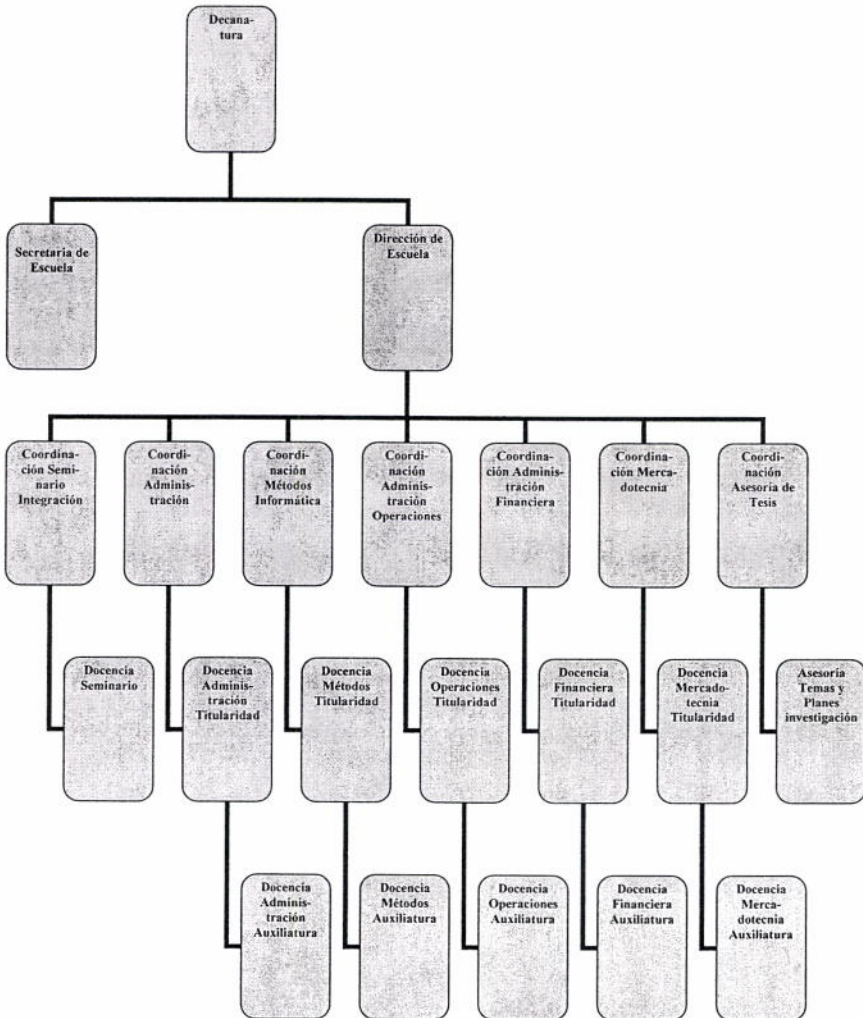 Decana-
tura
Secretaria de
Escuela
Dirección de
Escuela
Coordina-
ción Semi-
nario
Integración
Coordi-
nación
Adminis-
tración
Coordi-
nación
Métodos
Informática
Coordi-
nación
Administración
Operaciones
Coordina-
ción Adminis-
tración
Financiera
Coordina-
ción Merca-
dotecnia
Coordi-
nación
Asesoría de
Tesis
Docencia
Seminario
Docencia
Adminis-
tración
Titularidad
Docencia
Métodos
Titularidad
Docencia
Operaciones
Titularidad
Docencia
Financiera
Titularidad
Docencia
Mercado-
tecnia
Titularidad
Asesoría
Temas y
Planes
investigación
Docencia
Adminis-
tración
Auxiliatura
Docencia
Métodos
Auxiliatura
Docencia
Operaciones
Auxiliatura
Docencia
Financiera
Auxiliatura
Docencia
Merca-
dotecnia
Auxiliatura